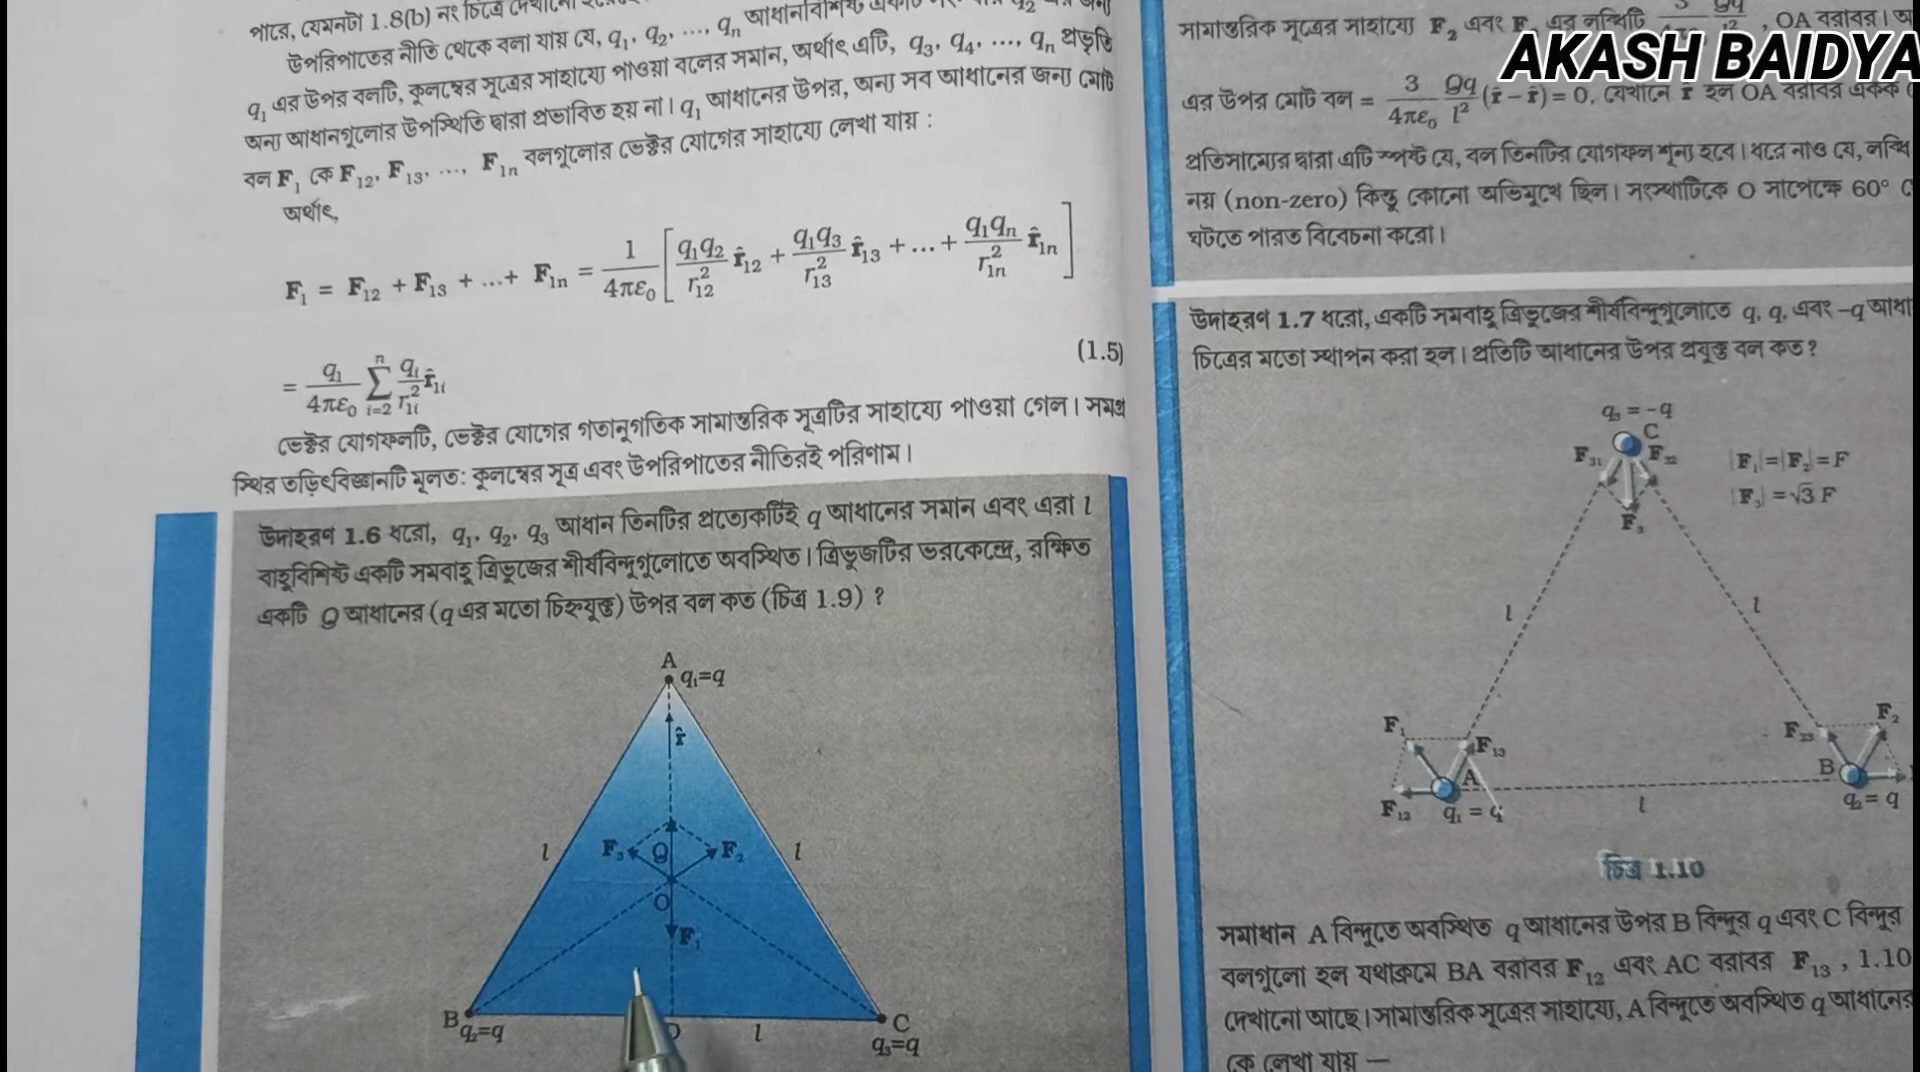 পারে, যেমনটা 1.8(b) নং চিত্রে
উপরিপাতের নীতি থেকে বলা যায় যে, q₁, q₂, ..., qₙ আধানবিশিষ্ট
q₁ এর উপর বলটি, কুলম্বের সূত্রের সাহায্যে পাওয়া বলের সমান, অর্থাৎ এটি, q₃, q₄, ..., qₙ প্রভৃতি
অন্য আধানগুলোর উপস্থিতি দ্বারা প্রভাবিত হয় না। q₁ আধানের উপর, অন্য সব আধানের জন্য মোট
বল F₁ কে F₁₂, F₁₃, ..., F₁ₙ বলগুলোর ভেক্টর যোগের সাহায্যে লেখা যায় :
অর্থাৎ,
F₁ = F₁₂ + F₁₃ + ...+ F₁ₙ = 1/4πε₀ [q₁q₂/r₁₂² r̂₁₂ + q₁q₃/r₁₃² r̂₁₃ + ... + q₁qₙ/r₁ₙ² r̂₁ₙ]
= q₁/4πε₀ Σⁿᵢ₌₂ qᵢ/r₁ᵢ² r̂₁ᵢ
(1.5)
ভেক্টর যোগফলটি, ভেক্টর যোগের গতানুগতিক সামান্তরিক সূত্রটির সাহায্যে পাওয়া গেল। সমগ্র
স্থির তড়িৎবিজ্ঞানটি মূলত: কুলম্বের সূত্র এবং উপরিপাতের নীতিরই পরিণাম।
উদাহরণ 1.6 ধরো, q₁, q₂, q₃ আধান তিনটির প্রত্যেকটিই q আধানের সমান এবং এরা l
বাহুবিশিষ্ট একটি সমবাহু ত্রিভুজের শীর্ষবিন্দুগুলোতে অবস্থিত। ত্রিভুজটির ভরকেন্দ্রে, রক্ষিত
একটি Q আধানের (q এর মতো চিহ্নযুক্ত) উপর বল কত (চিত্র 1.9) ?
A
q₁=q
r̂
l
F₃
Q
F₂
l
O
F₁
B
q₂=q
D
l
C
q₃=q
সামান্তরিক সূত্রের সাহায্যে F₂ এবং F₃ এর লব্ধিটি , OA বরাবর।
AKASH BAIDYA
এর উপর মোট বল = 3/4πε₀ Qq/l² (r̂ – r̂) = 0, যেখানে r̂ হল OA বরাবর একক
প্রতিসাম্যের দ্বারা এটি স্পষ্ট যে, বল তিনটির যোগফল শূন্য হবে। ধরে নাও যে, লব্ধি
নয় (non-zero) কিন্তু কোনো অভিমুখে ছিল। সংস্থাটিকে O সাপেক্ষে 60°
ঘটতে পারত বিবেচনা করো।
উদাহরণ 1.7 ধরো, একটি সমবাহু ত্রিভুজের শীর্ষবিন্দুগুলোতে q, q, এবং -q
চিত্রের মতো স্থাপন করা হল। প্রতিটি আধানের উপর প্রযুক্ত বল কত?
q₃ = -q
C
F₃₁
F₃₂
F₃
|F₁|=|F₂|= F
|F₃| =√3 F
l
l
F₁
F₁₃
A
F₁₂
q₁ = q
l
F₂₃
F₂
B
q₂= q
চিত্র 1.10
সমাধান A বিন্দুতে অবস্থিত q আধানের উপর B বিন্দুর q এবং C বিন্দুর
বলগুলো হল যথাক্রমে BA বরাবর F₁₂ এবং AC বরাবর F₁₃ , 1.10
দেখানো আছে। সামান্তরিক সূত্রের সাহায্যে, A বিন্দুতে অবস্থিত q আধানের
কে লেখা যায় —